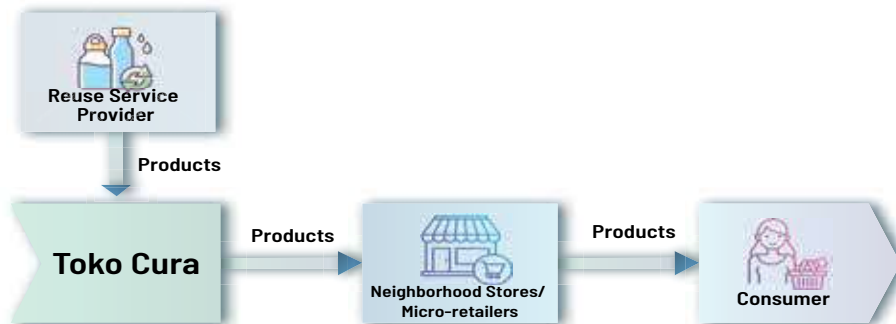 Reuse Service
Provider
Products
Toko Cura
Products
Neighborhood Stores/
Micro-retailers
Products
Consumer